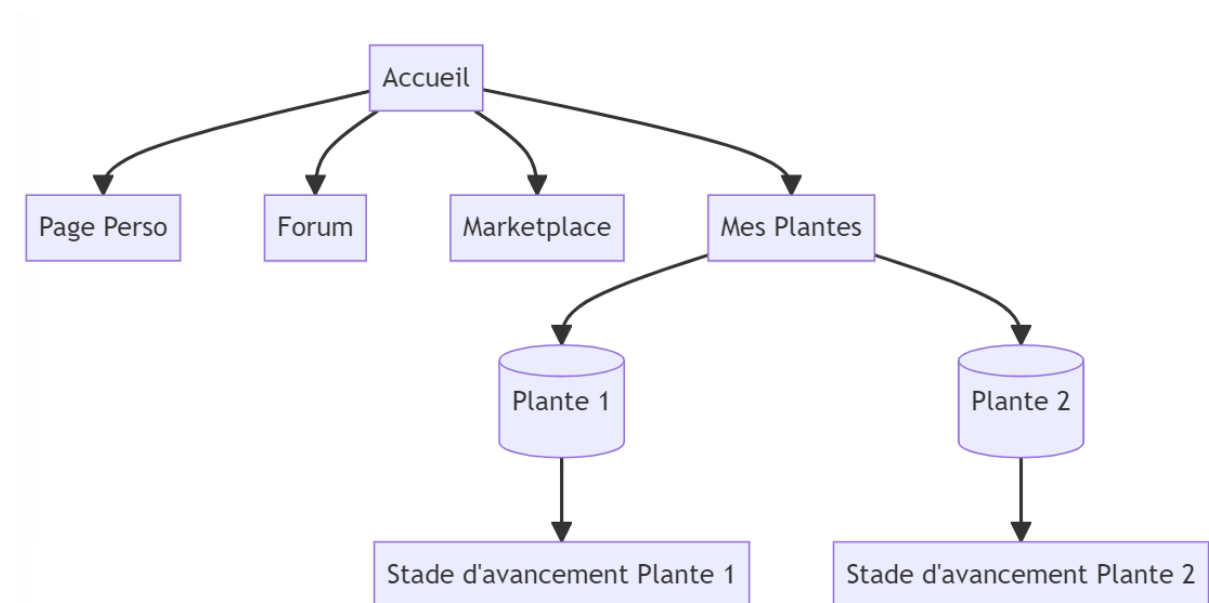 Accueil
Page Perso
Forum
Marketplace
Mes Plantes
Plante 1
Plante 2
Stade d'avancement Plante 1
Stade d'avancement Plante 2